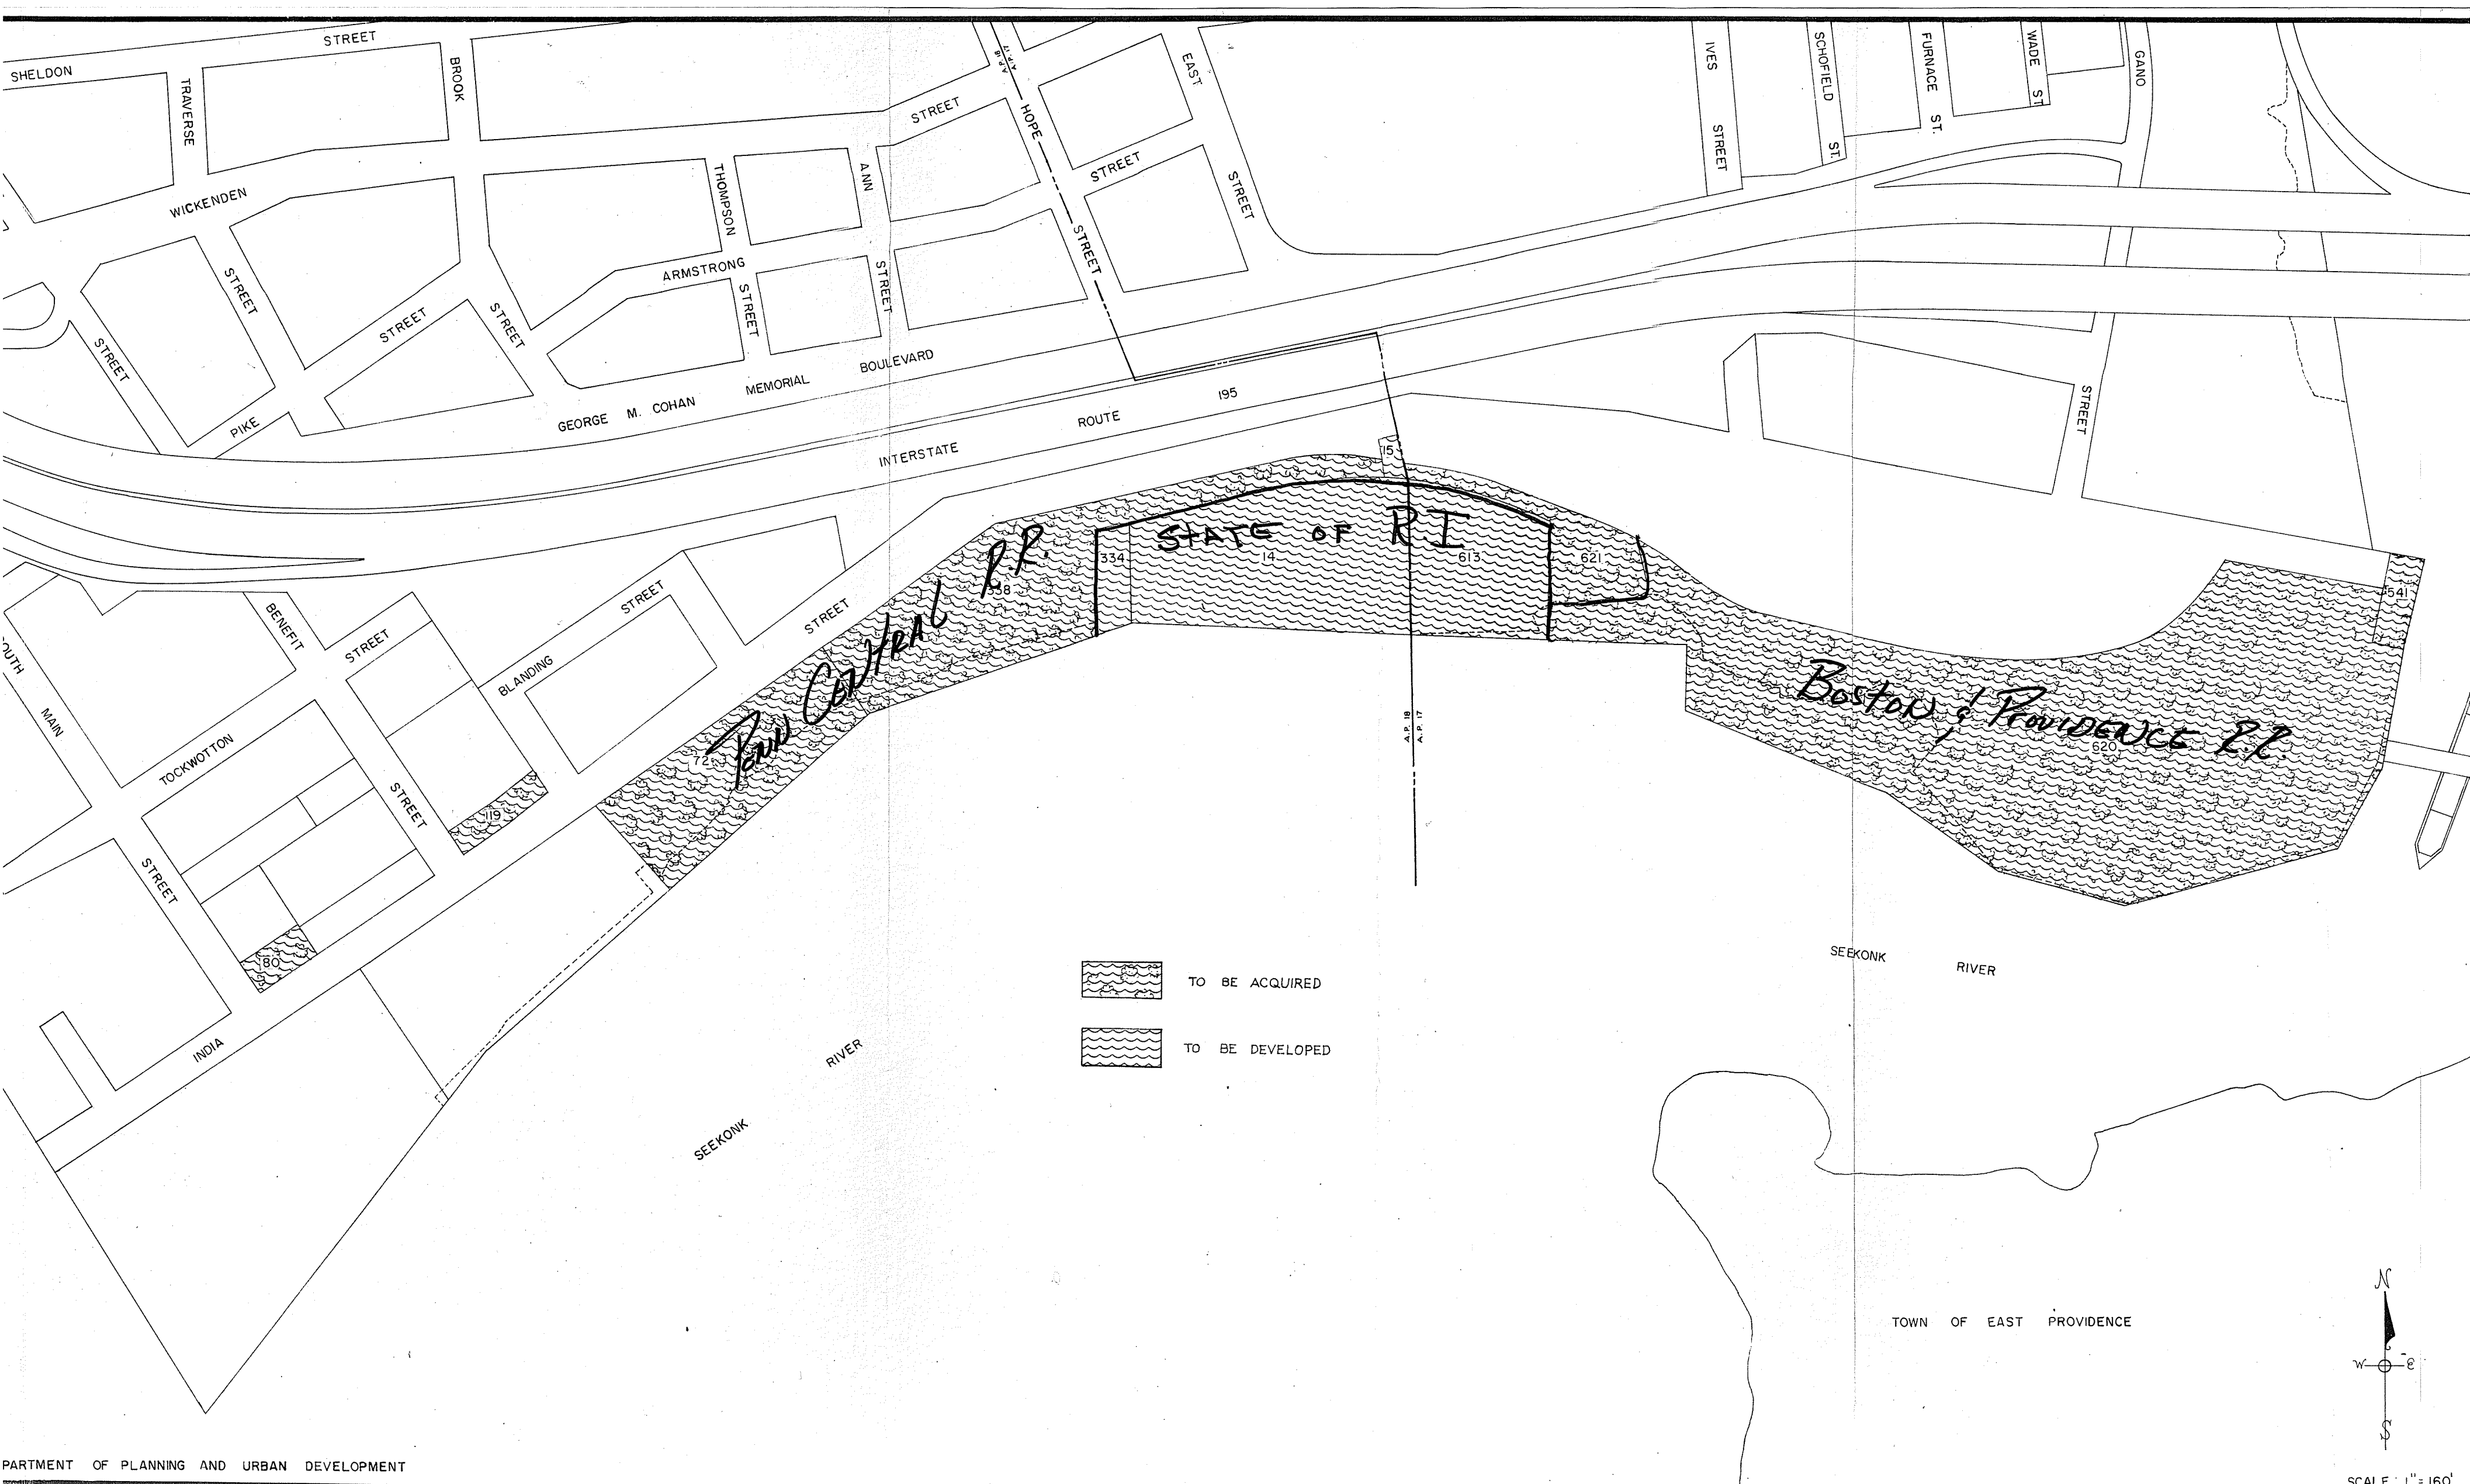 STREET
SHELDON
TRAVERSE
BROOK
STREET
HOPE
A.P. 18
A.P. 17
EAST
IVES
STREET
SCHOFIELD
ST.
FURNACE
ST.
WADE
ST
GANO
WICKENDEN
THOMPSON
ANN
STREET
STREET
STREET
STREET
STREET
STREET
ARMSTRONG
STREET
STREET
STREET
STREET
PIKE
GEORGE M. COHAN MEMORIAL BOULEVARD
INTERSTATE ROUTE 195
15
STATE OF R I
334
14
613
621
541
PENN CENTRAL R.R.
338
72
BOSTON & PROVIDENCE R.R.
620
BENEFIT
STREET
BLANDING
STREET
STREET
OUTH
MAIN
TOCKWOTTON
STREET
119
STREET
80
INDIA
A.P. 18
A.P. 17
TO BE ACQUIRED
TO BE DEVELOPED
SEEKONK RIVER
SEEKONK RIVER
TOWN OF EAST PROVIDENCE
N
W E
S
PARTMENT OF PLANNING AND URBAN DEVELOPMENT
SCALE: 1"=160'